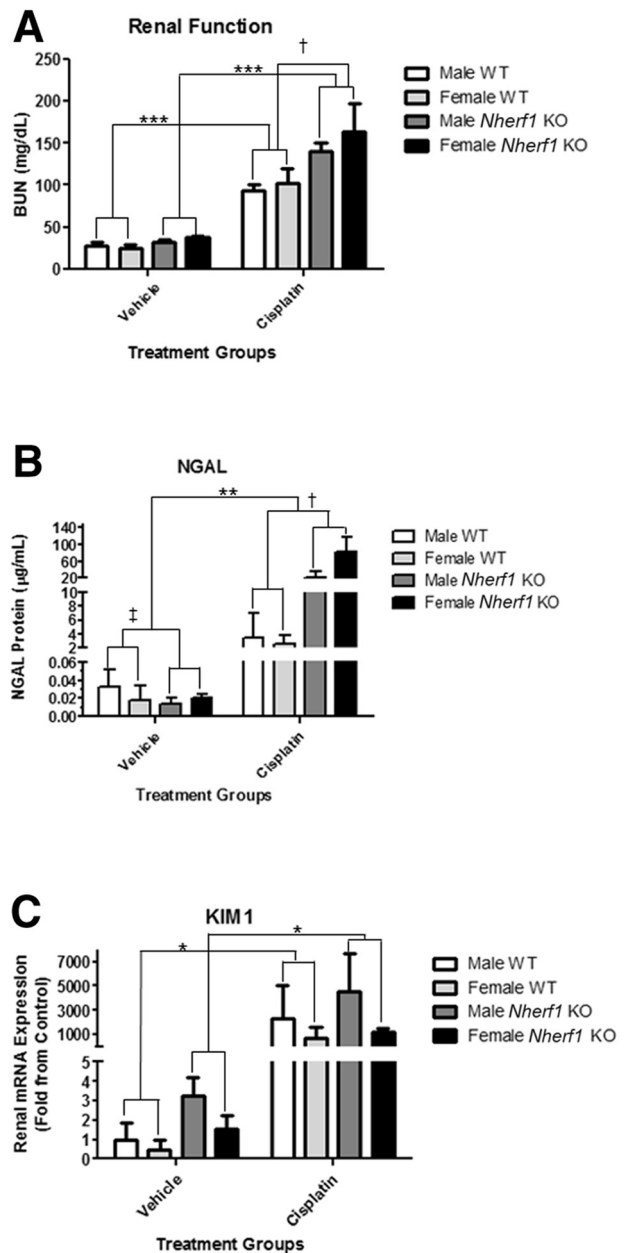 A
Renal Function
†
***
***
250
200
150
100
50
0
BUN (mg/dL)
Vehicle
Cisplatin
Treatment Groups
Male WT
Female WT
Male Nherf1 KO
Female Nherf1 KO
B
NGAL
**
†
‡
140
100
60
20
10
8
6
4
2
0.06
0.04
0.02
0.00
NGAL Protein (µg/mL)
Vehicle
Cisplatin
Treatment Groups
Male WT
Female WT
Male Nherf1 KO
Female Nherf1 KO
C
KIM1
*
*
7000
5000
3000
1000
5
4
3
2
1
0
Renal mRNA Expression
(Fold from Control)
Vehicle
Cisplatin
Treatment Groups
Male WT
Female WT
Male Nherf1 KO
Female Nherf1 KO